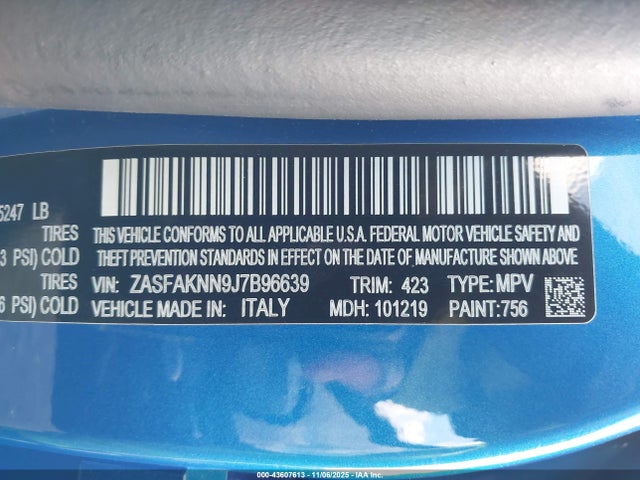 5247 LB
TIRES
3 PSI) COLD
TIRES
6 PSI) COLD
THIS VEHICLE CONFORMS TO ALL APPLICABLE U.S.A. FEDERAL MOTOR VEHICLE SAFETY AND
THEFT PREVENTION STANDARDS IN EFFECT ON THE DATE OF MANUFACTURE SHOWN ABOVE.
VIN: ZASFAKNN9J7B96639 TRIM: 423 TYPE: MPV
VEHICLE MADE IN: ITALY MDH: 101219 PAINT: 756
000-43607613 - 11/06/2025 - IAA Inc.